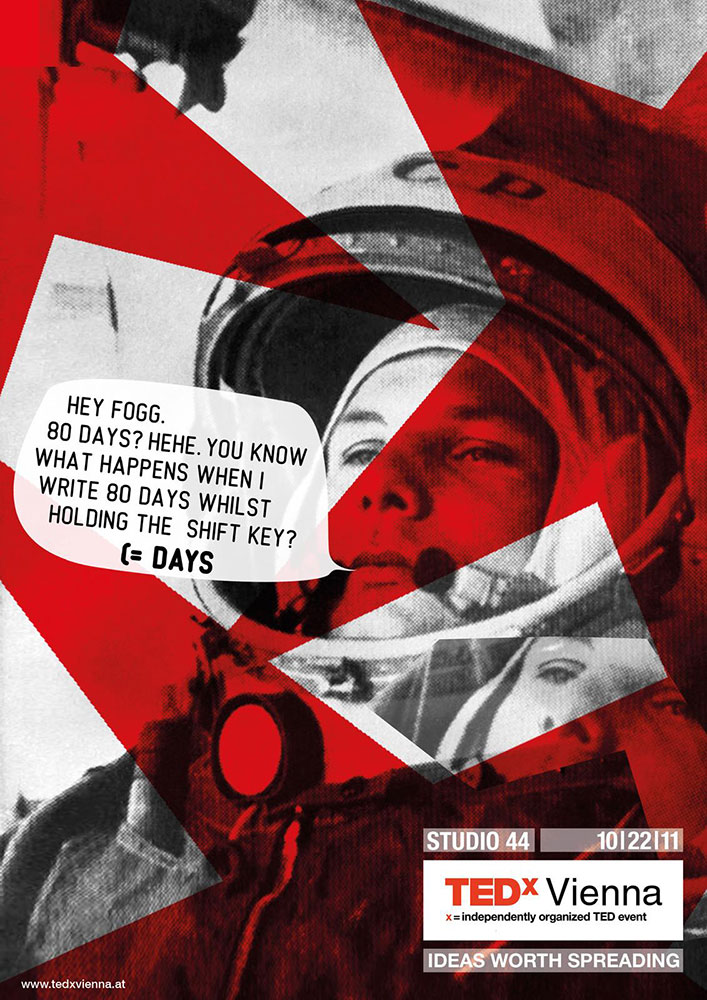 СР
HEY FOGG.
80 DAYS? HEHE. YOU KNOW
WHAT HAPPENS WHEN I
WRITE 80 DAYS WHILST
HOLDING THE SHIFT KEY?
(= DAYS
STUDIO 44
10|22|11
TEDx Vienna
x = independently organized TED event
IDEAS WORTH SPREADING
www.tedxvienna.at